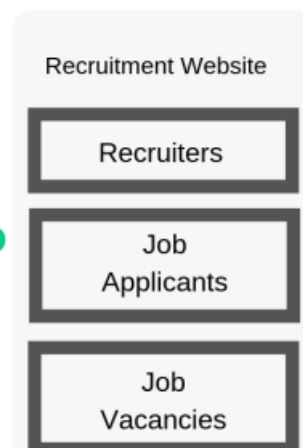 Recruitment Website
Recruiters
Job
Applicants
Job
Vacancies